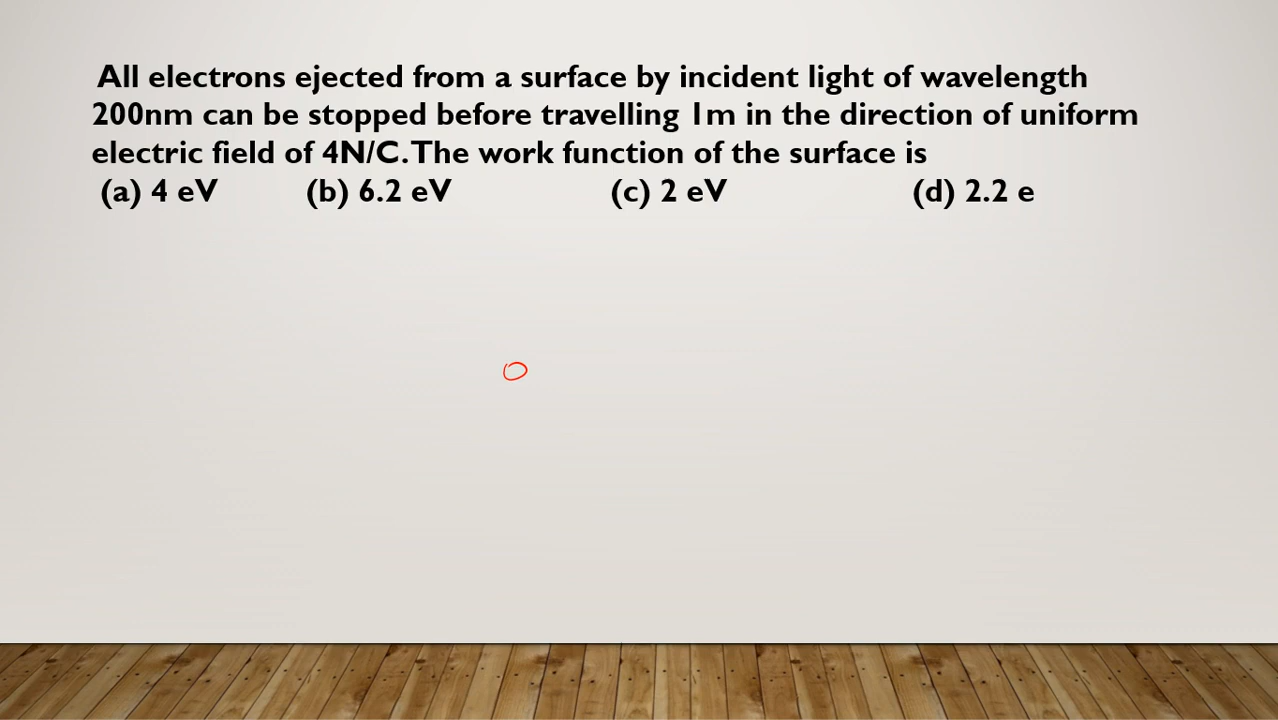 All electrons ejected from a surface by incident light of wavelength
200nm can be stopped before travelling 1m in the direction of uniform
electric field of 4N/C. The work function of the surface is
(a) 4 eV (b) 6.2 eV (c) 2 eV (d) 2.2 e